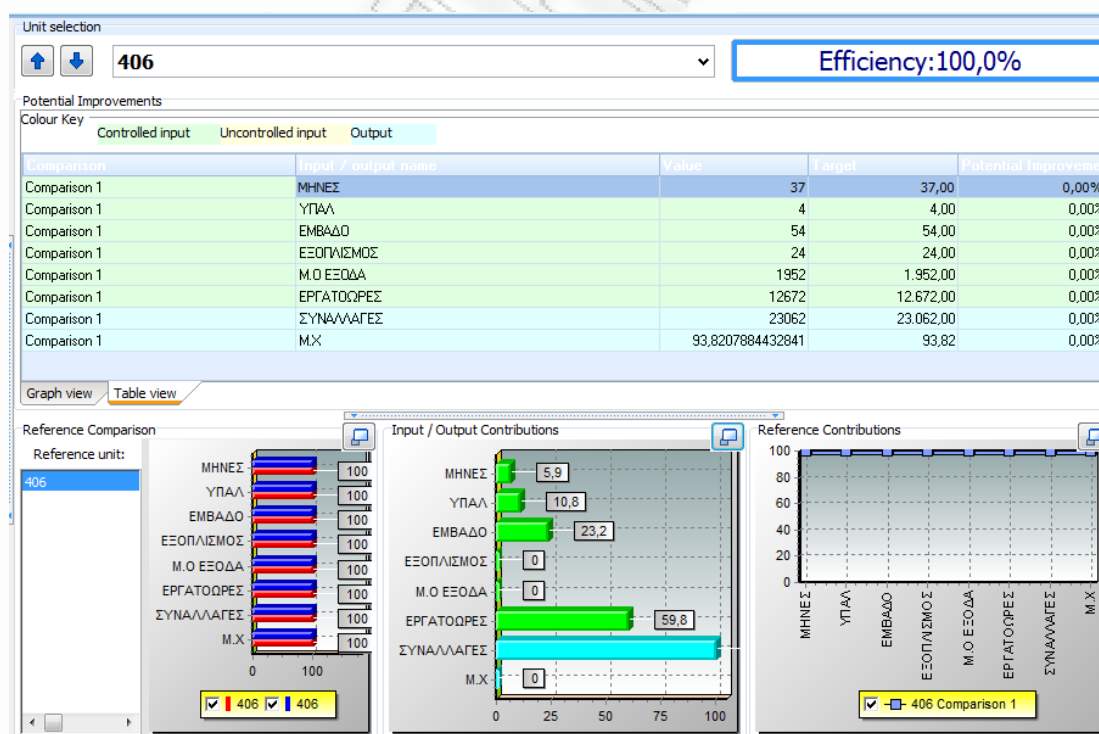 Unit selection
406
Efficiency:100,0%
Potential Improvements
Colour Key
Controlled input Uncontrolled input Output
Comparison Input / output name Value Target Potential Improveme
Comparison 1 ΜΗΝΕΣ 37 37,00 0,00%
Comparison 1 ΥΠΑΛ 4 4,00 0,00%
Comparison 1 ΕΜΒΑΔΟ 54 54,00 0,00%
Comparison 1 ΕΞΟΠΛΙΣΜΟΣ 24 24,00 0,00%
Comparison 1 Μ.Ο ΕΞΟΔΑ 1952 1.952,00 0,00%
Comparison 1 ΕΡΓΑΤΟΩΡΕΣ 12672 12.672,00 0,00%
Comparison 1 ΣΥΝΑΛΛΑΓΕΣ 23062 23.062,00 0,00%
Comparison 1 Μ.Χ 93,8207884432841 93,82 0,00%
Graph view Table view
Reference Comparison
Reference unit:
406
ΜΗΝΕΣ 100
ΥΠΑΛ 100
ΕΜΒΑΔΟ 100
ΕΞΟΠΛΙΣΜΟΣ 100
Μ.Ο ΕΞΟΔΑ 100
ΕΡΓΑΤΟΩΡΕΣ 100
ΣΥΝΑΛΛΑΓΕΣ 100
Μ.Χ 100
0 100
406 406
Input / Output Contributions
ΜΗΝΕΣ 5,9
ΥΠΑΛ 10,8
ΕΜΒΑΔΟ 23,2
ΕΞΟΠΛΙΣΜΟΣ 0
Μ.Ο ΕΞΟΔΑ 0
ΕΡΓΑΤΟΩΡΕΣ 59,8
ΣΥΝΑΛΛΑΓΕΣ
Μ.Χ 0
0 25 50 75 100
Reference Contributions
100
80
60
40
20
0
ΜΗΝΕΣ ΥΠΑΛ ΕΜΒΑΔΟ ΕΞΟΠΛΙΣΜΟΣ Μ.Ο ΕΞΟΔΑ ΕΡΓΑΤΟΩΡΕΣ ΣΥΝΑΛΛΑΓΕΣ Μ.Χ
406 Comparison 1